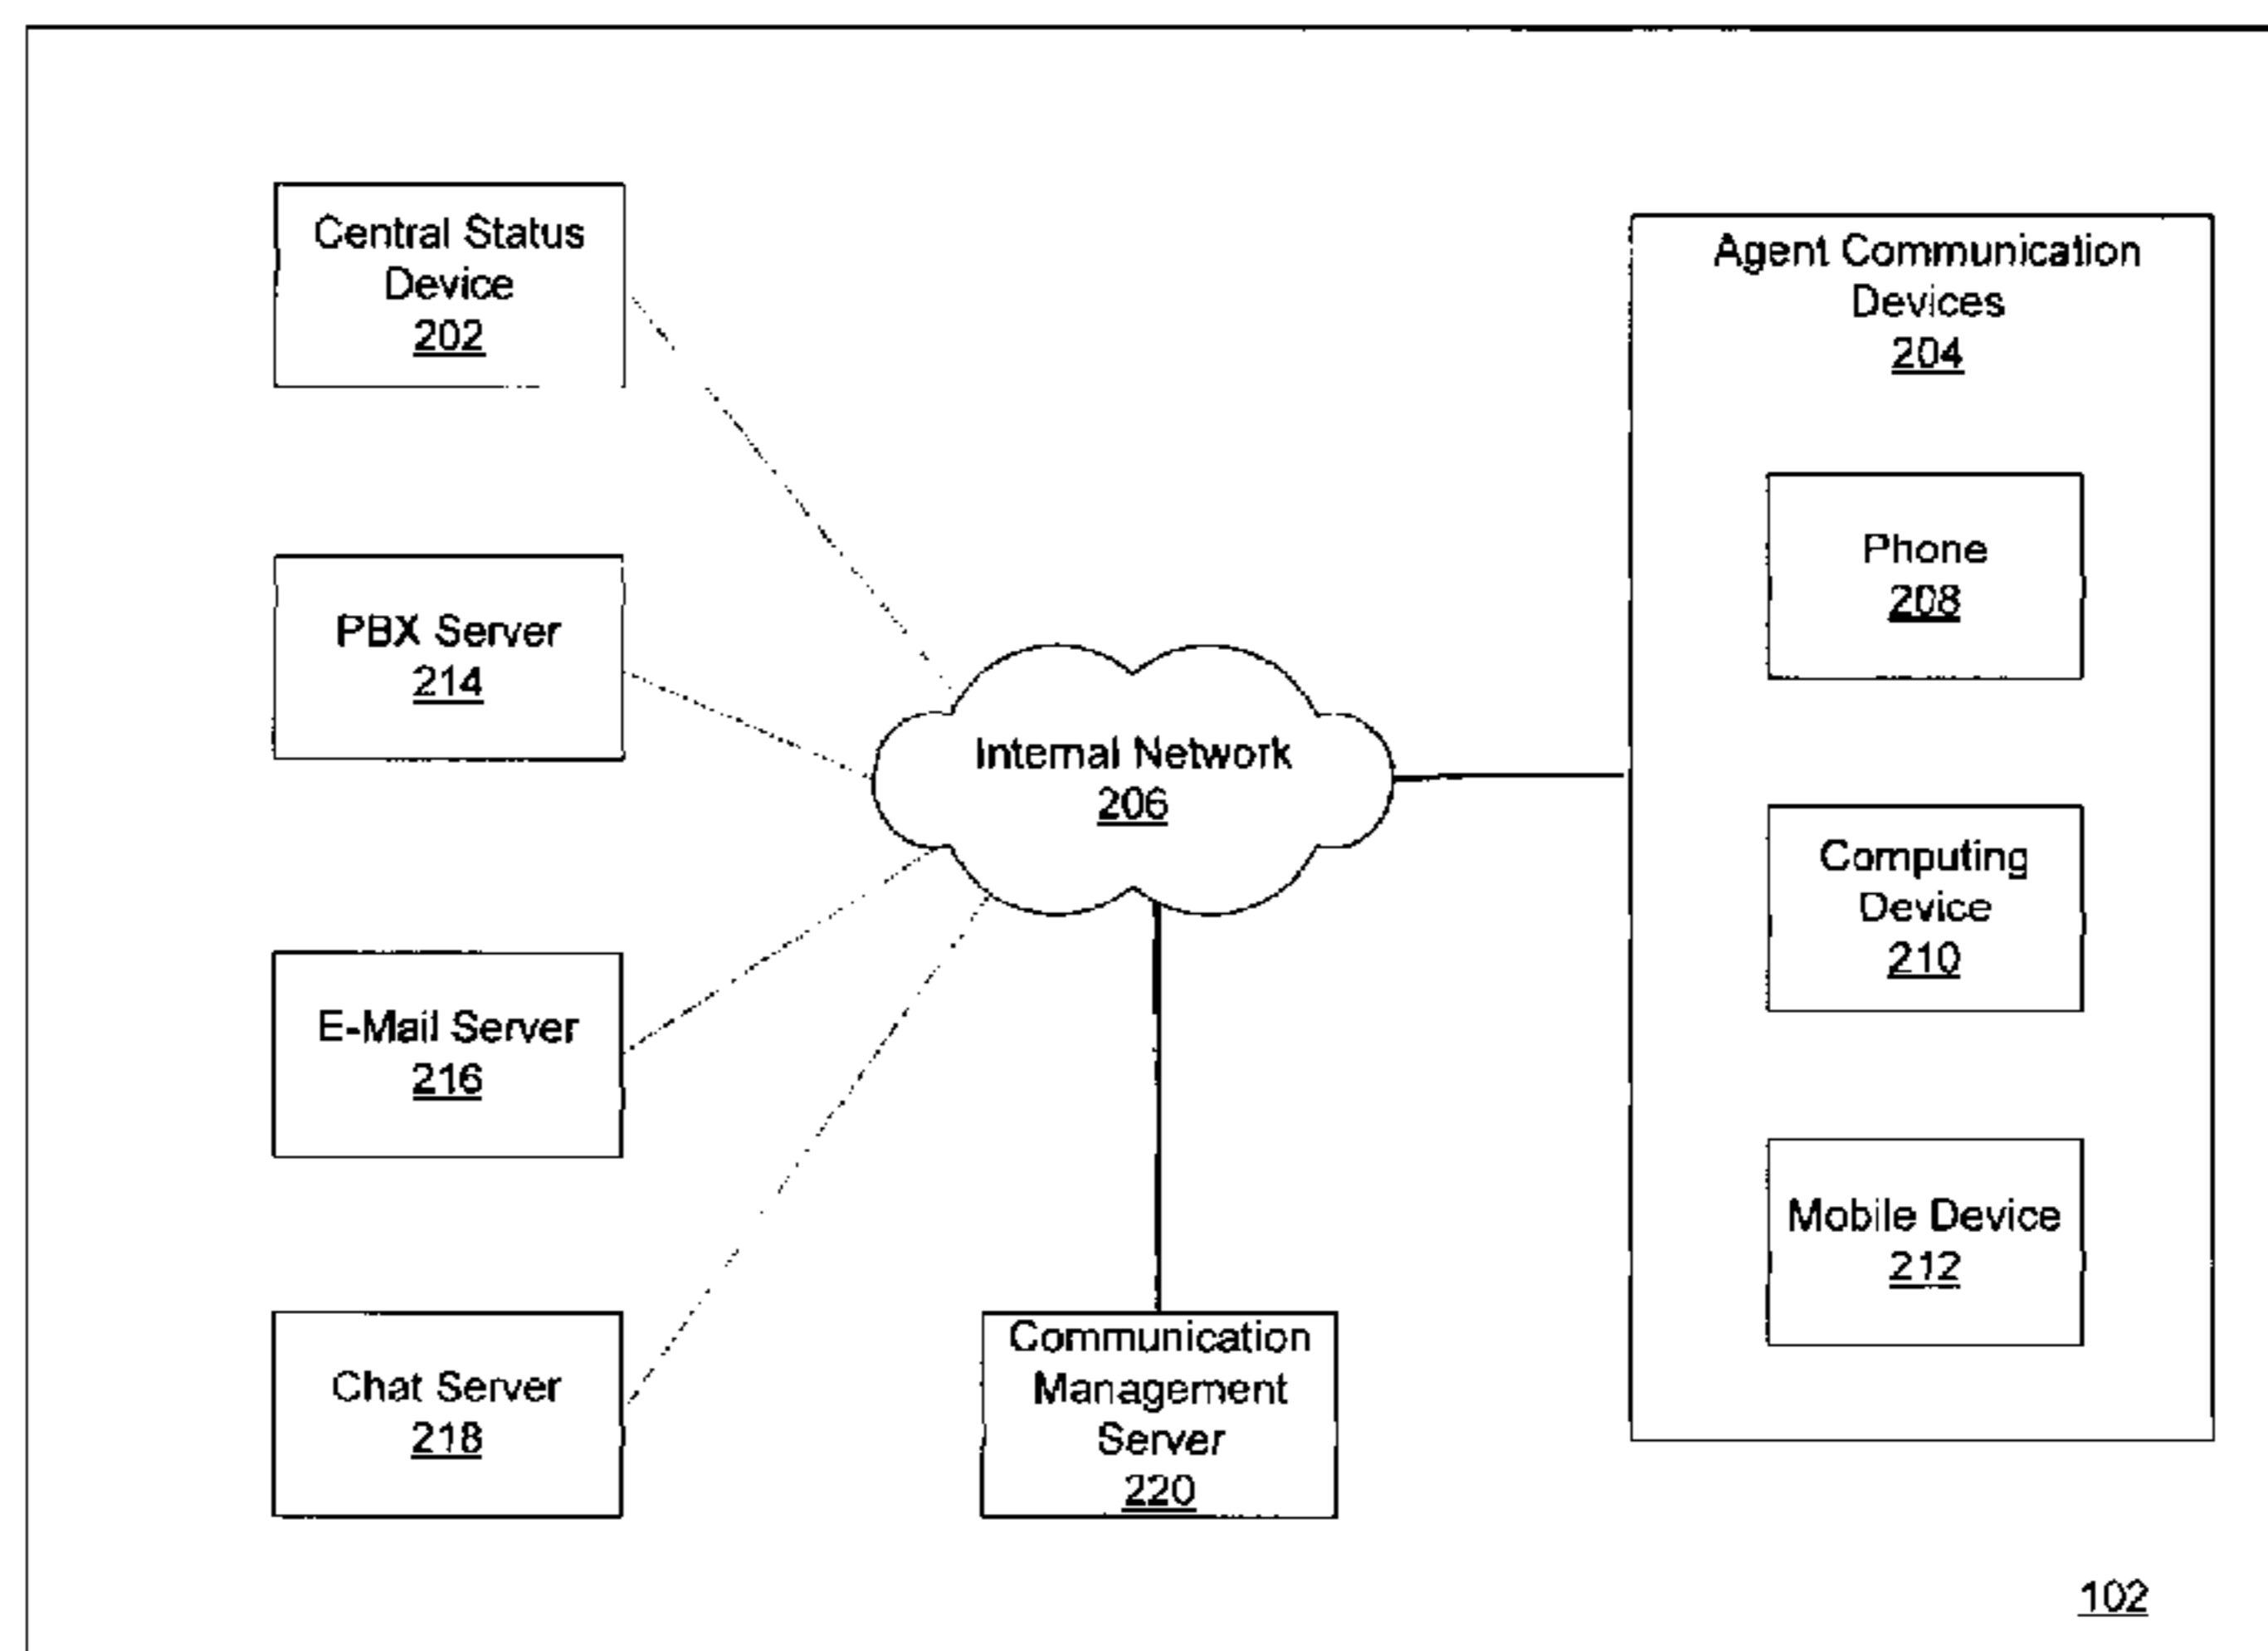 Central Status
Device
202
PBX Server
214
E-Mail Server
216
Chat Server
218
Internal Network
206
Communication
Management
Server
220
Agent Communication
Devices
204
Phone
208
Computing
Device
210
Mobile Device
212
102